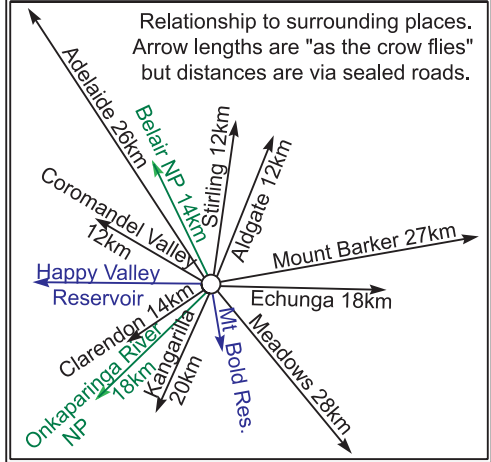 Relationship to surrounding places.
Arrow lengths are "as the crow flies"
but distances are via sealed roads.
Adelaide 26km
Belair NP 14km
Stirling 12km
Aldgate 12km
Coromandel Valley
12km
Mount Barker 27km
Happy Valley
Reservoir
Echunga 18km
Clarendon 14km
Onkaparinga River
18km
NP
Kangarilla
20km
Mt. Bold Res.
Meadows 28km